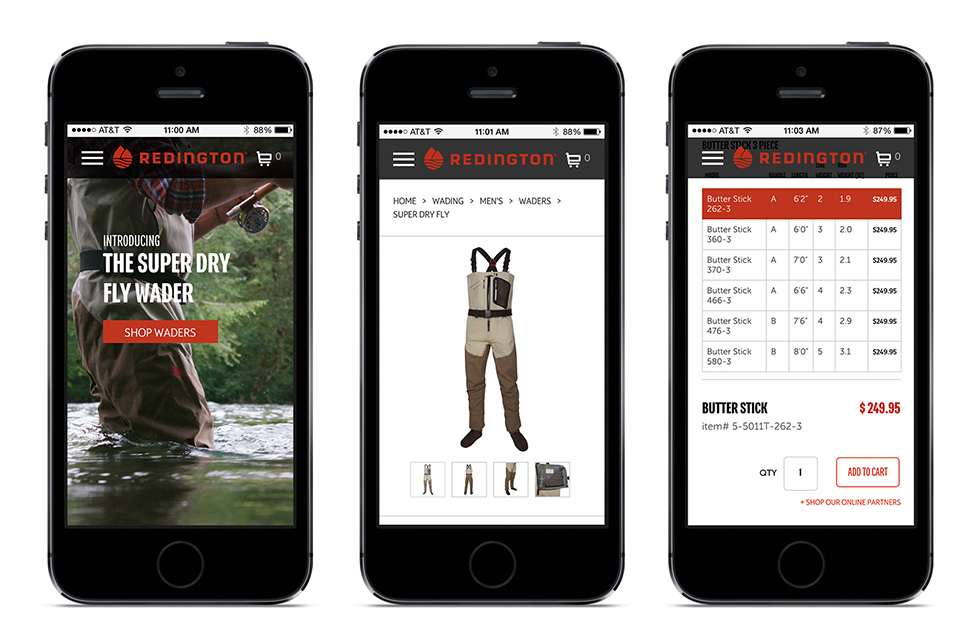 AT&T 11:00 AM 88%
REDINGTON 0
INTRODUCING
THE SUPER DRY
FLY WADER
SHOP WADERS
AT&T 11:01 AM 88%
REDINGTON 0
HOME > WADING > MEN'S > WADERS >
SUPER DRY FLY
AT&T 11:03 AM 87%
BUTTER STICK 3 PIECE
REDINGTON 0
MODEL HANDLE LENGTH WEIGHT WEIGHT (OZ) PRICE
Butter Stick 262-3 A 6'2" 2 1.9 $249.95
Butter Stick 360-3 A 6'0" 3 2.0 $249.95
Butter Stick 370-3 A 7'0" 3 2.1 $249.95
Butter Stick 466-3 A 6'6" 4 2.3 $249.95
Butter Stick 476-3 B 7'6" 4 2.9 $249.95
Butter Stick 580-3 B 8'0" 5 3.1 $249.95
BUTTER STICK $ 249.95
item# 5-5011T-262-3
QTY 1 ADD TO CART
+ SHOP OUR ONLINE PARTNERS